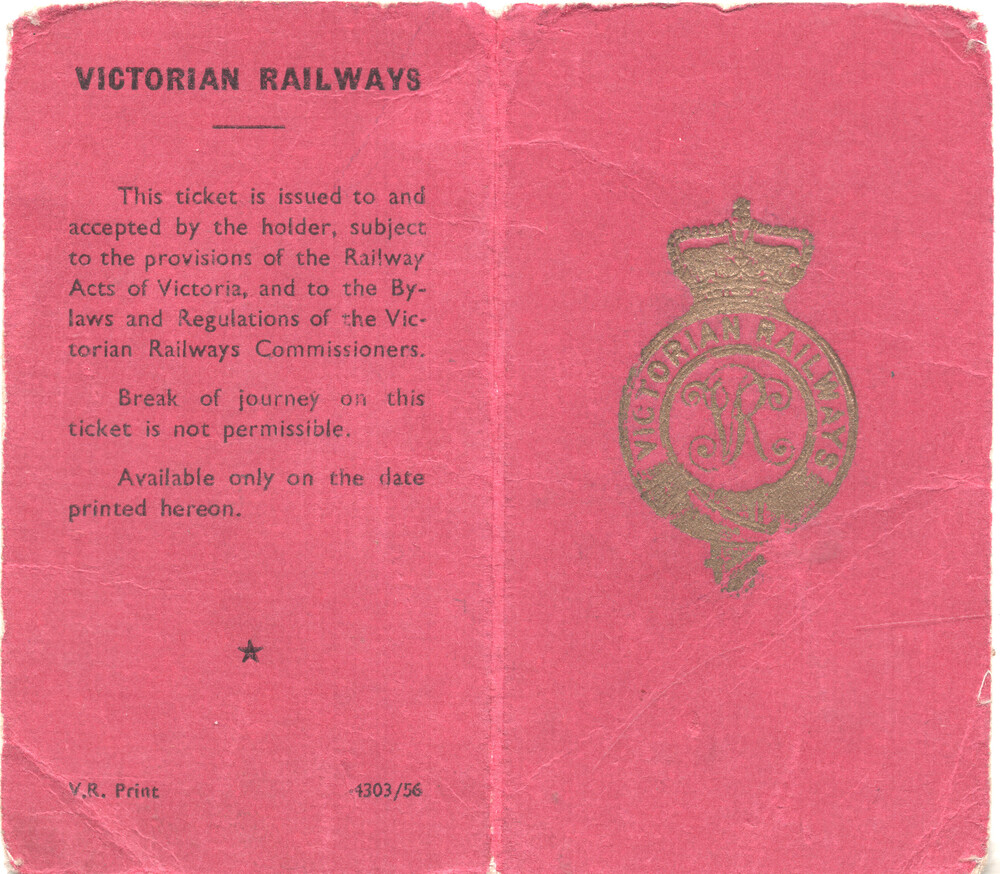 VICTORIAN RAILWAYS
This ticket is issued to and
accepted by the holder, subject
to the provisions of the Railway
Acts of Victoria, and to the By-
laws and Regulations of the Vic-
torian Railways Commissioners.
Break of journey on this
ticket is not permissible.
Available only on the date
printed hereon.
V.R. Print 4303/56
VICTORIAN RAILWAYS
VR